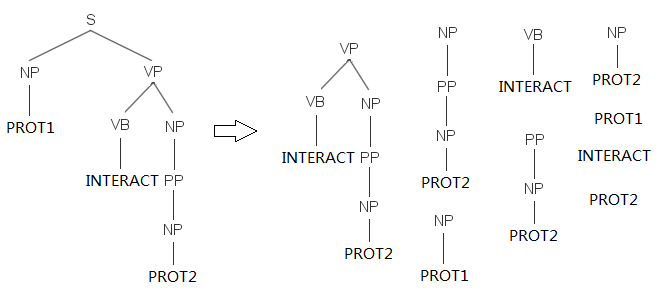 S
NP VP
PROT1 VB NP
INTERACT PP
NP
PROT2
VP
VB NP
INTERACT PP
NP
PROT2
NP
PP
NP
PROT2
NP
PROT1
VB
INTERACT
PP
NP
PROT2
NP
PROT2
PROT1
INTERACT
PROT2